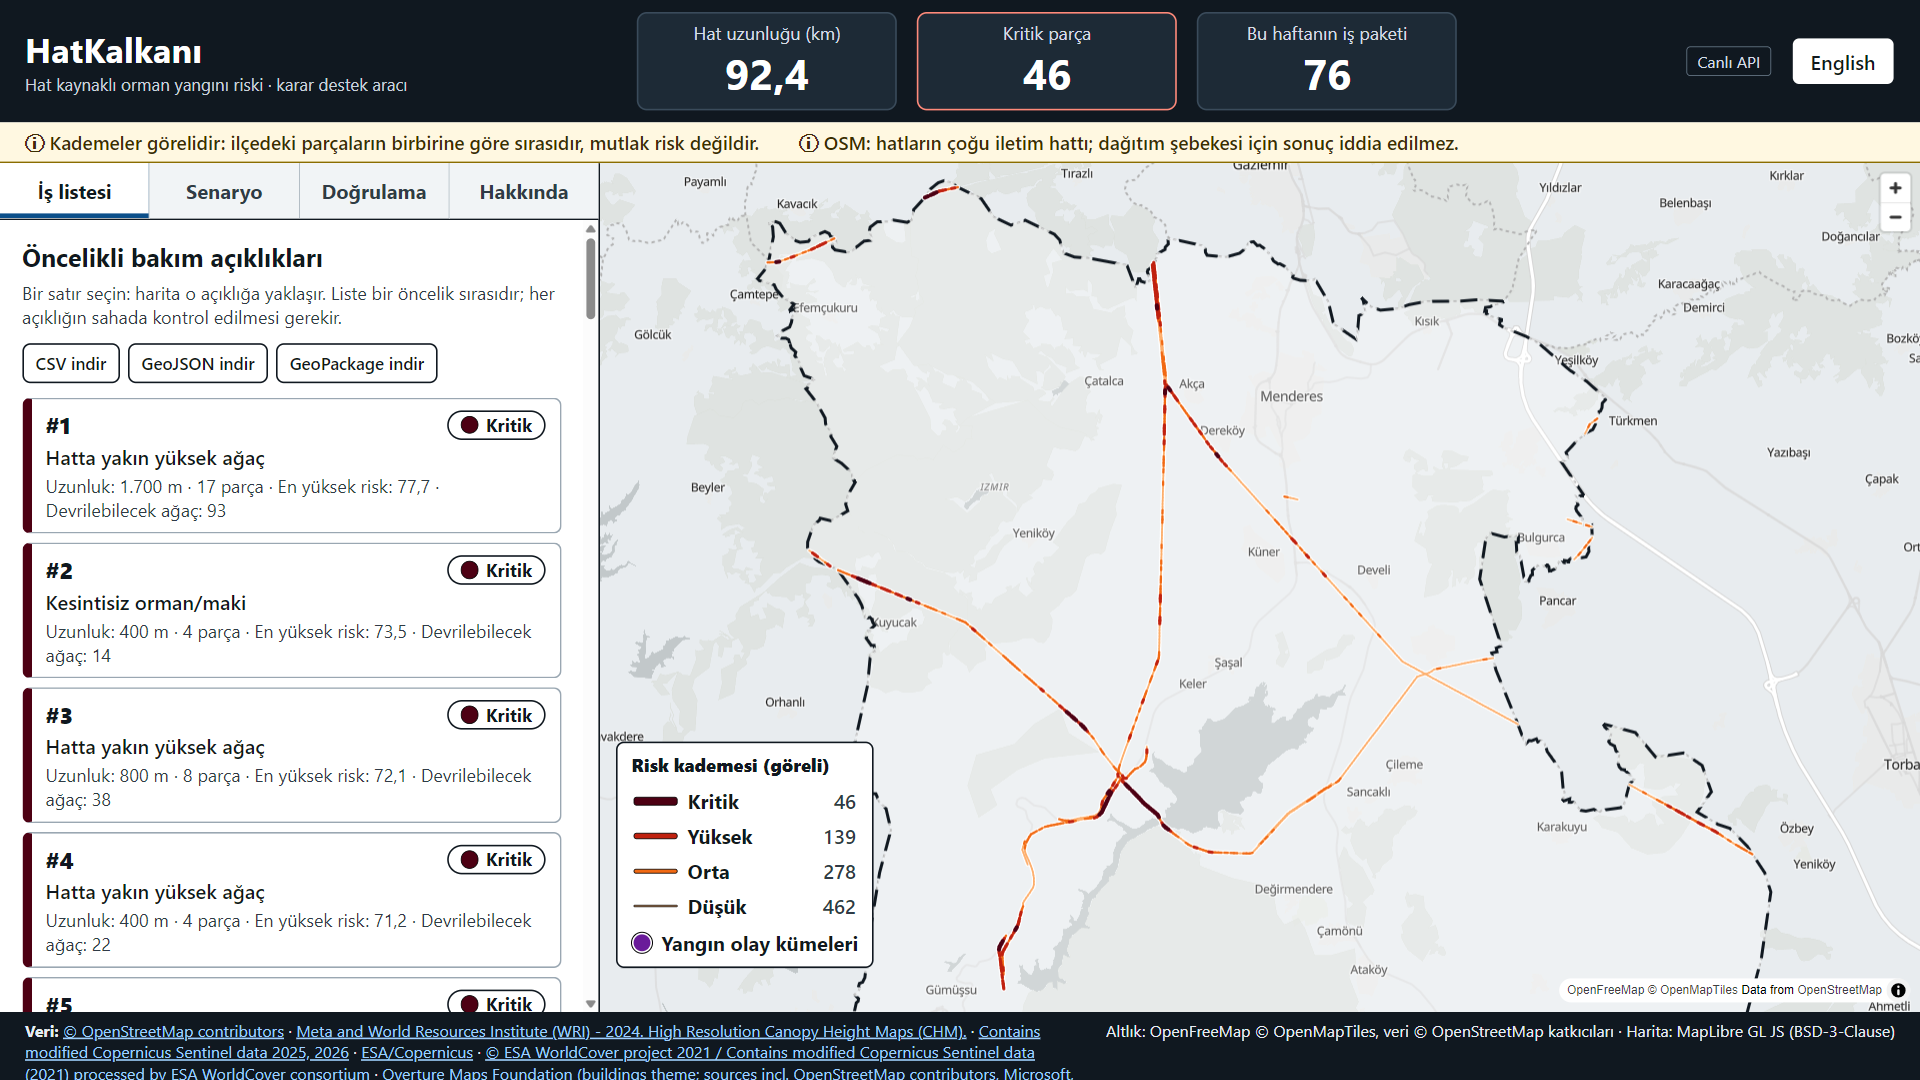 HatKalkanı
Hat kaynaklı orman yangını riski · karar destek aracı
Hat uzunluğu (km)
92,4
Kritik parça
46
Bu haftanın iş paketi
76
Canlı API
English
Kademeler görelidir: ilçedeki parçaların birbirine göre sırasıdır, mutlak risk değildir.
OSM: hatların çoğu iletim hattı; dağıtım şebekesi için sonuç iddia edilmez.
İş listesi
Senaryo
Doğrulama
Hakkında
Öncelikli bakım açıklıkları
Bir satır seçin: harita o açıklığa yaklaşır. Liste bir öncelik sırasıdır; her
açıklığın sahada kontrol edilmesi gerekir.
CSV indir
GeoJSON indir
GeoPackage indir
#1
Kritik
Hatta yakın yüksek ağaç
Uzunluk: 1.700 m · 17 parça · En yüksek risk: 77,7 ·
Devrilebilecek ağaç: 93
#2
Kritik
Kesintisiz orman/maki
Uzunluk: 400 m · 4 parça · En yüksek risk: 73,5 · Devrilebilecek
ağaç: 14
#3
Kritik
Hatta yakın yüksek ağaç
Uzunluk: 800 m · 8 parça · En yüksek risk: 72,1 · Devrilebilecek
ağaç: 38
#4
Kritik
Hatta yakın yüksek ağaç
Uzunluk: 400 m · 4 parça · En yüksek risk: 71,2 · Devrilebilecek
ağaç: 22
#5
Kritik
Payamlı
Tırazlı
Gaziemir
Yıldızlar
Kırklar
Kavacık
Belenbaşı
Doğancılar
Çamtepe
Efemçukuru
Karacaağaç
Demirci
Gölcük
Kısık
Yeşilköy
Çatalca
Akça
Menderes
Türkmen
Dereköy
Yazıbaşı
Beyler
IZMIR
Çapak
Yeniköy
Küner
Bulgurca
Develi
Pancar
Kuyucak
Şaşal
Keler
Orhanlı
vakdere
Çileme
Torba
Sancaklı
Karakuyu
Özbey
Yeniköy
Değirmendere
Çamönü
Ataköy
Gümüşsu
Ahmetli
Risk kademesi (göreli)
Kritik 46
Yüksek 139
Orta 278
Düşük 462
Yangın olay kümeleri
OpenFreeMap © OpenMapTiles Data from OpenStreetMap
Veri: © OpenStreetMap contributors · Meta and World Resources Institute (WRI) - 2024. High Resolution Canopy Height Maps (CHM). · Contains
modified Copernicus Sentinel data 2025, 2026 · ESA/Copernicus · © ESA WorldCover project 2021 / Contains modified Copernicus Sentinel data
(2021) processed by ESA WorldCover consortium · Overture Maps Foundation (buildings theme; sources incl. OpenStreetMap contributors, Microsoft,
Altlık: OpenFreeMap © OpenMapTiles, veri © OpenStreetMap katkıcıları · Harita: MapLibre GL JS (BSD-3-Clause)